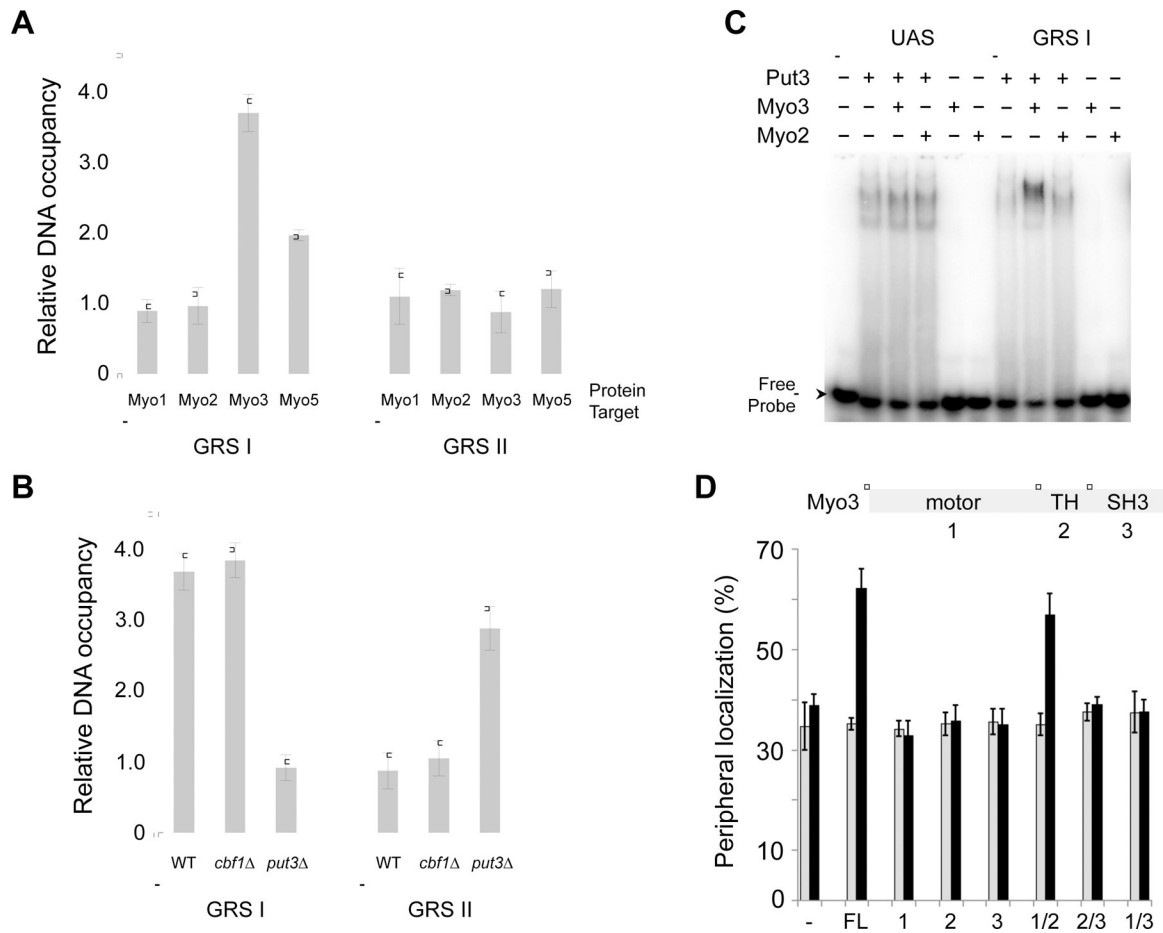 A
Relative DNA occupancy
4.0
3.0
2.0
1.0
0
Myo1 Myo2 Myo3 Myo5
Myo1 Myo2 Myo3 Myo5
Protein
Target
GRS I
GRS II
B
Relative DNA occupancy
4.0
3.0
2.0
1.0
0
WT cbf1Δ put3Δ
WT cbf1Δ put3Δ
GRS I
GRS II
C
UAS
GRS I
Put3 – + + + – – + + + – –
Myo3 – – + – + – – + – + –
Myo2 – – – + – + – – + – +
Free
Probe
D
Myo3 motor TH SH3
1 2 3
Peripheral localization (%)
70
50
30
10
0
- FL 1 2 3 1/2 2/3 1/3